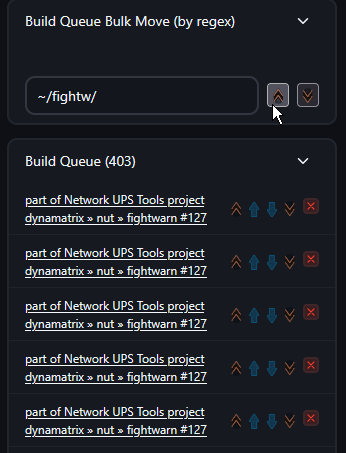 Build Queue Bulk Move (by regex)
~/fightw/
Build Queue (403)
part of Network UPS Tools project
dynamatrix » nut » fightwarn #127
part of Network UPS Tools project
dynamatrix » nut » fightwarn #127
part of Network UPS Tools project
dynamatrix » nut » fightwarn #127
part of Network UPS Tools project
dynamatrix » nut » fightwarn #127
part of Network UPS Tools project
dynamatrix » nut » fightwarn #127